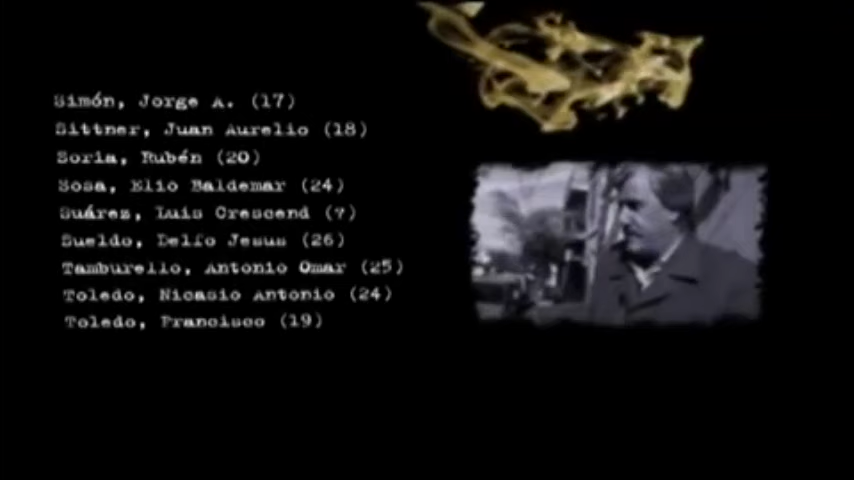 Simón, Jorge A. (17)
Sittner, Juan Aurelio (18)
Soria, Rubén (20)
Sosa, Elio Baldemar (24)
Suárez, Luis Crescend (?)
Sueldo, Delfo Jesus (26)
Tamburello, Antonio Omar (25)
Toledo, Nicasio Antonio (24)
Toledo, Francisco (19)